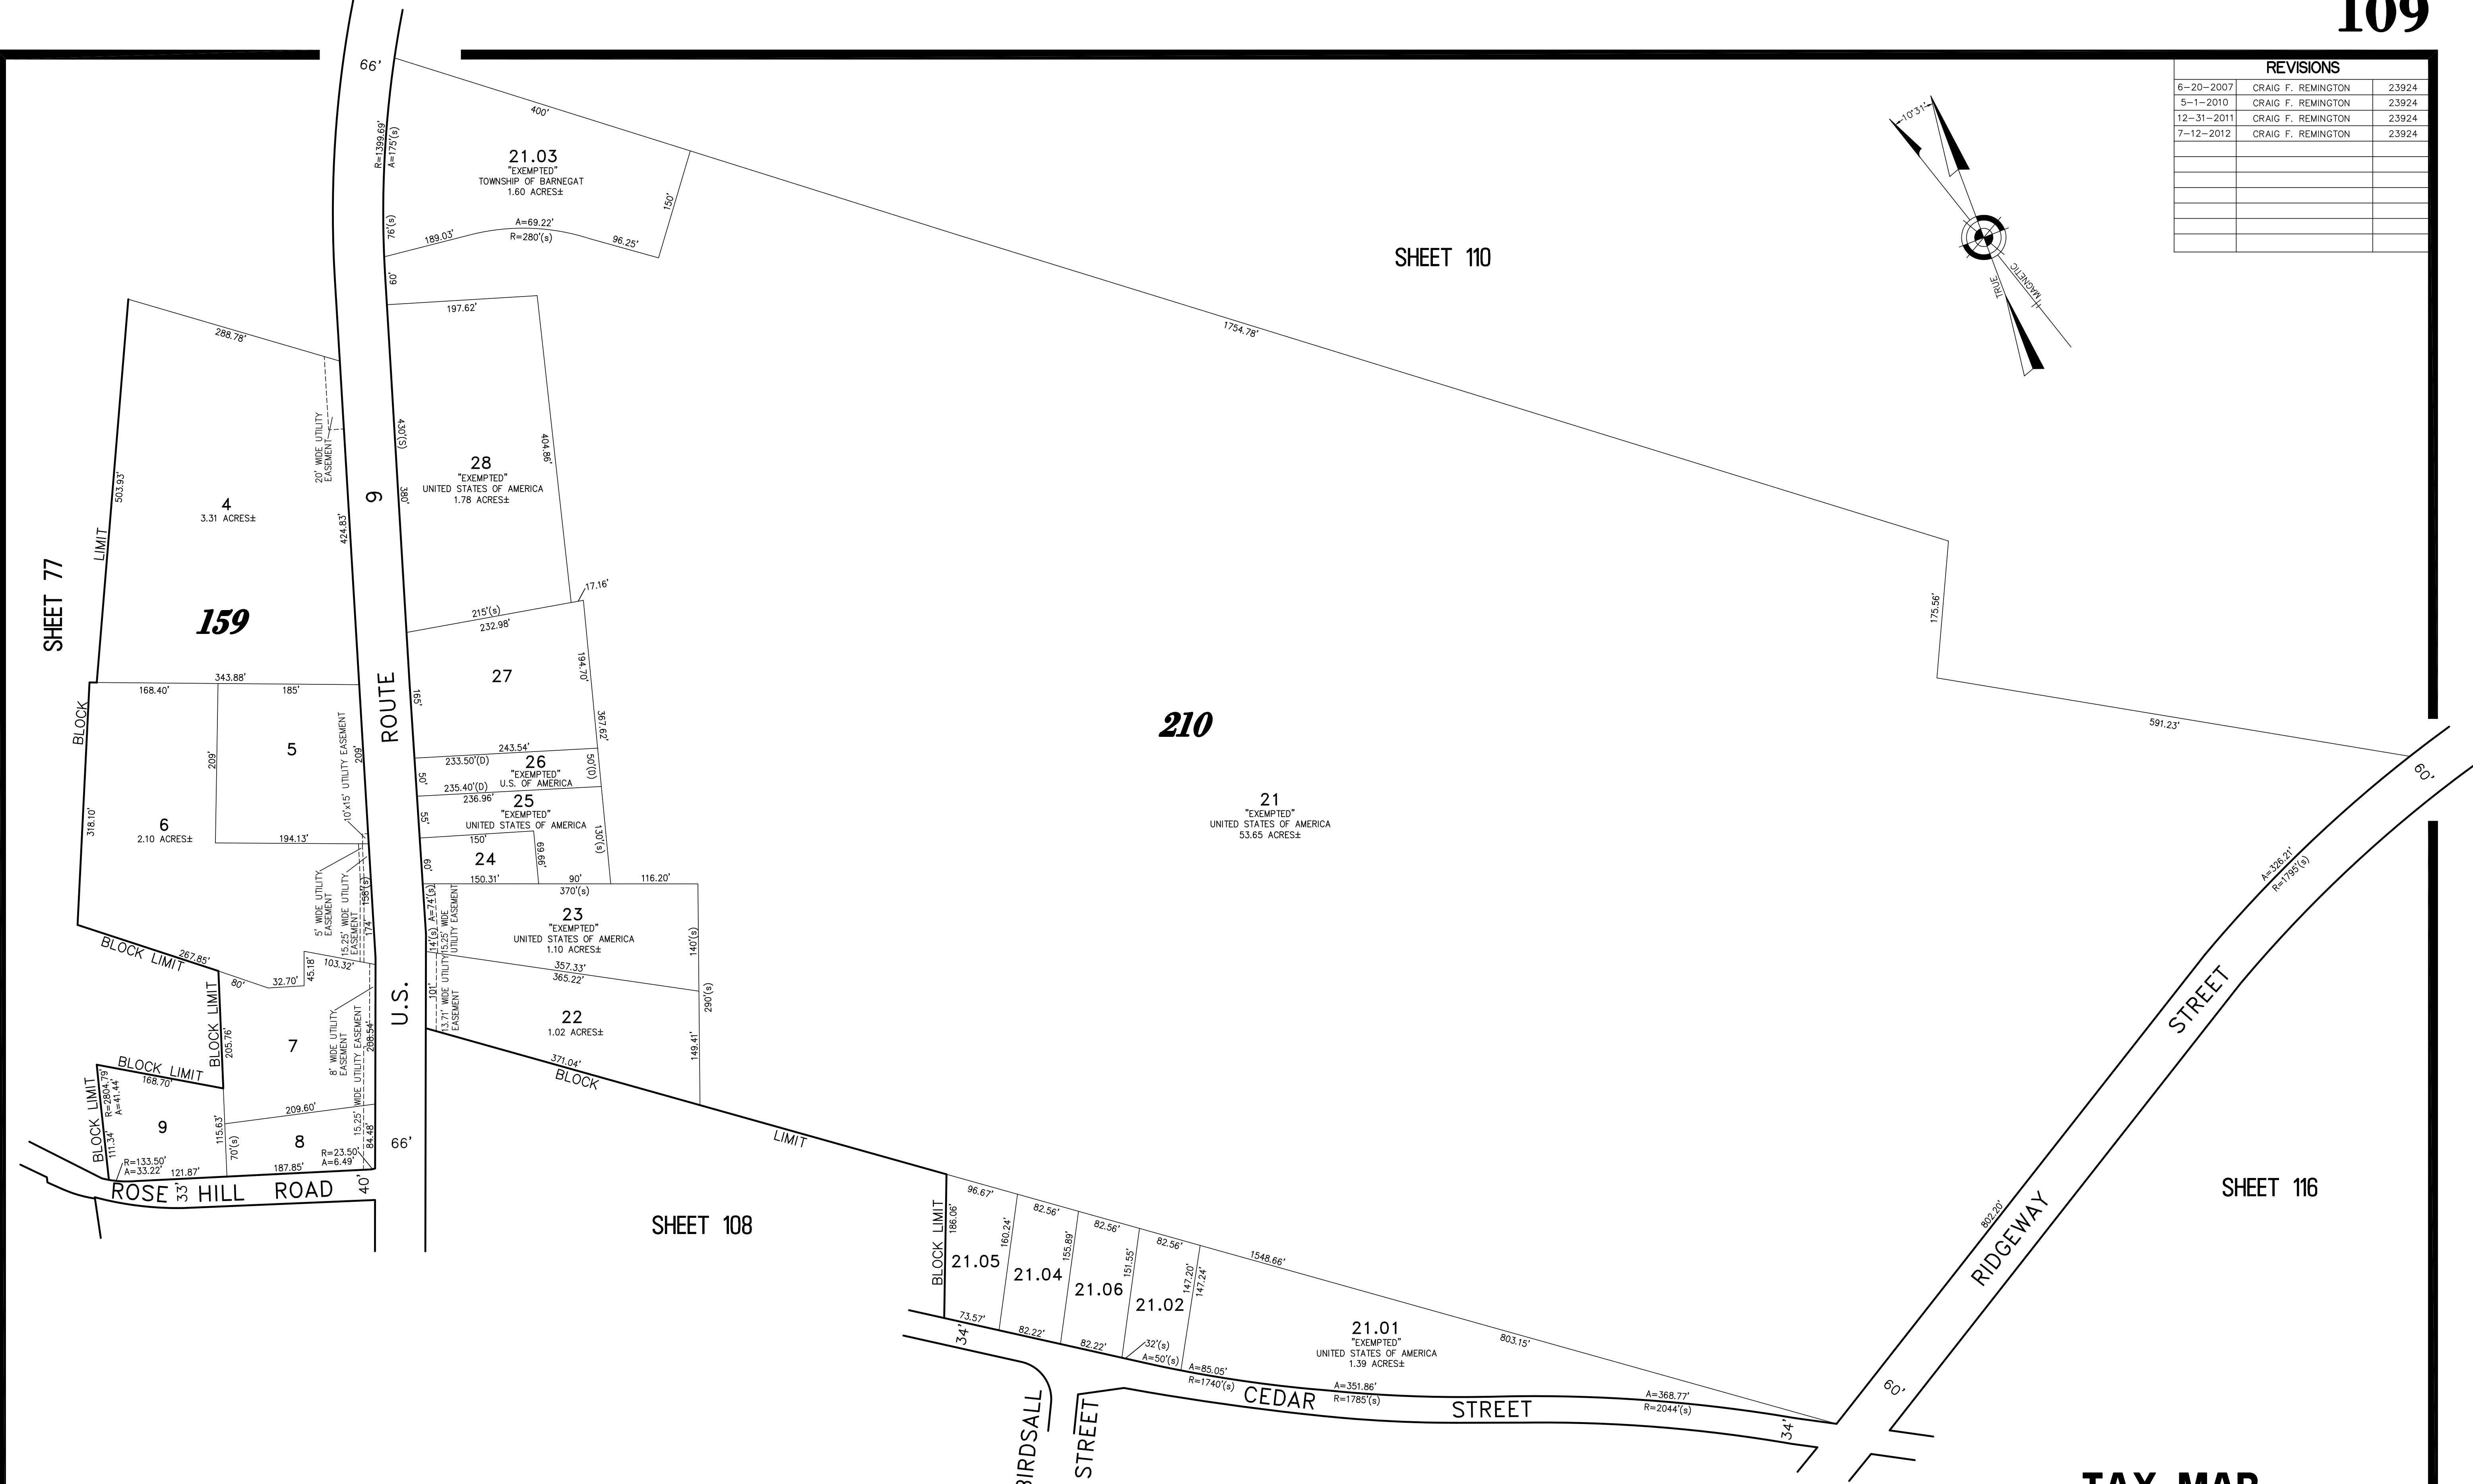 109
REVISIONS
6-20-2007 CRAIG F. REMINGTON 23924
5-1-2010 CRAIG F. REMINGTON 23924
12-31-2011 CRAIG F. REMINGTON 23924
7-12-2012 CRAIG F. REMINGTON 23924
10°31'
TRUE
MAGNETIC
66'
400'
R=1399.69'
A=175'(s)
21.03
"EXEMPTED"
TOWNSHIP OF BARNEGAT
1.60 ACRES±
150'
76'(s)
189.03'
A=69.22'
R=280'(s)
96.25'
60'
SHEET 110
1754.78'
197.62'
288.78'
20' WIDE UTILITY
EASEMENT
430'(S)
404.86'
28
"EXEMPTED"
UNITED STATES OF AMERICA
1.78 ACRES±
380'
503.93'
4
3.31 ACRES±
424.83'
9
LIMIT
SHEET 77
159
175.56'
17.16'
215'(s)
232.98'
27
194.70'
165'
367.62'
343.88'
168.40'
185'
BLOCK
ROUTE
210
591.23'
60'
5
209'
209'
10'x15' UTILITY EASEMENT
243.54'
233.50'(D)
26
"EXEMPTED"
U.S. OF AMERICA
50'
50'(D)
235.40'(D)
236.96'
25
"EXEMPTED"
UNITED STATES OF AMERICA
55'
130'(s)
21
"EXEMPTED"
UNITED STATES OF AMERICA
53.65 ACRES±
318.10'
6
2.10 ACRES±
194.13'
150'
24
69.66'
60'
150.31'
90'
116.20'
370'(s)
A=326.21'
R=1795'(s)
5' WIDE UTILITY
EASEMENT
15.25' WIDE UTILITY
EASEMENT
158'(s)
174'
A=74'(s)
14'(s)
15.25' WIDE
UTILITY EASEMENT
23
"EXEMPTED"
UNITED STATES OF AMERICA
1.10 ACRES±
140'(s)
357.33'
365.22'
290'(s)
BLOCK LIMIT
267.85'
80'
32.70'
45.18'
103.32'
101'
13.71' WIDE UTILITY
EASEMENT
U.S.
22
1.02 ACRES±
149.41'
371.04'
BLOCK
LIMIT
BLOCK LIMIT
205.76'
7
8' WIDE UTILITY
EASEMENT
208.54'
15.25' WIDE UTILITY EASEMENT
BLOCK LIMIT
168.70'
BLOCK LIMIT
R=2804.79'
A=41.44'
111.34'
9
115.63'
70'(s)
209.60'
8
84.48'
66'
R=23.50'
A=6.49'
R=133.50'
A=33.22'
121.87'
187.85'
ROSE HILL ROAD
33'
40'
SHEET 108
STREET
RIDGEWAY
802.20'
SHEET 116
BLOCK LIMIT
186.06'
96.67'
21.05
160.24'
82.56'
21.04
155.89'
82.56'
21.06
151.55'
82.56'
21.02
147.20'
147.24'
1548.66'
803.15'
21.01
"EXEMPTED"
UNITED STATES OF AMERICA
1.39 ACRES±
73.57'
34'
82.22'
82.22'
32'(s)
A=50'(s)
A=85.05'
R=1740'(s)
A=351.86'
R=1785'(s)
A=368.77'
R=2044'(s)
CEDAR STREET
34'
60'
BIRDSALL
STREET
TAX MAP